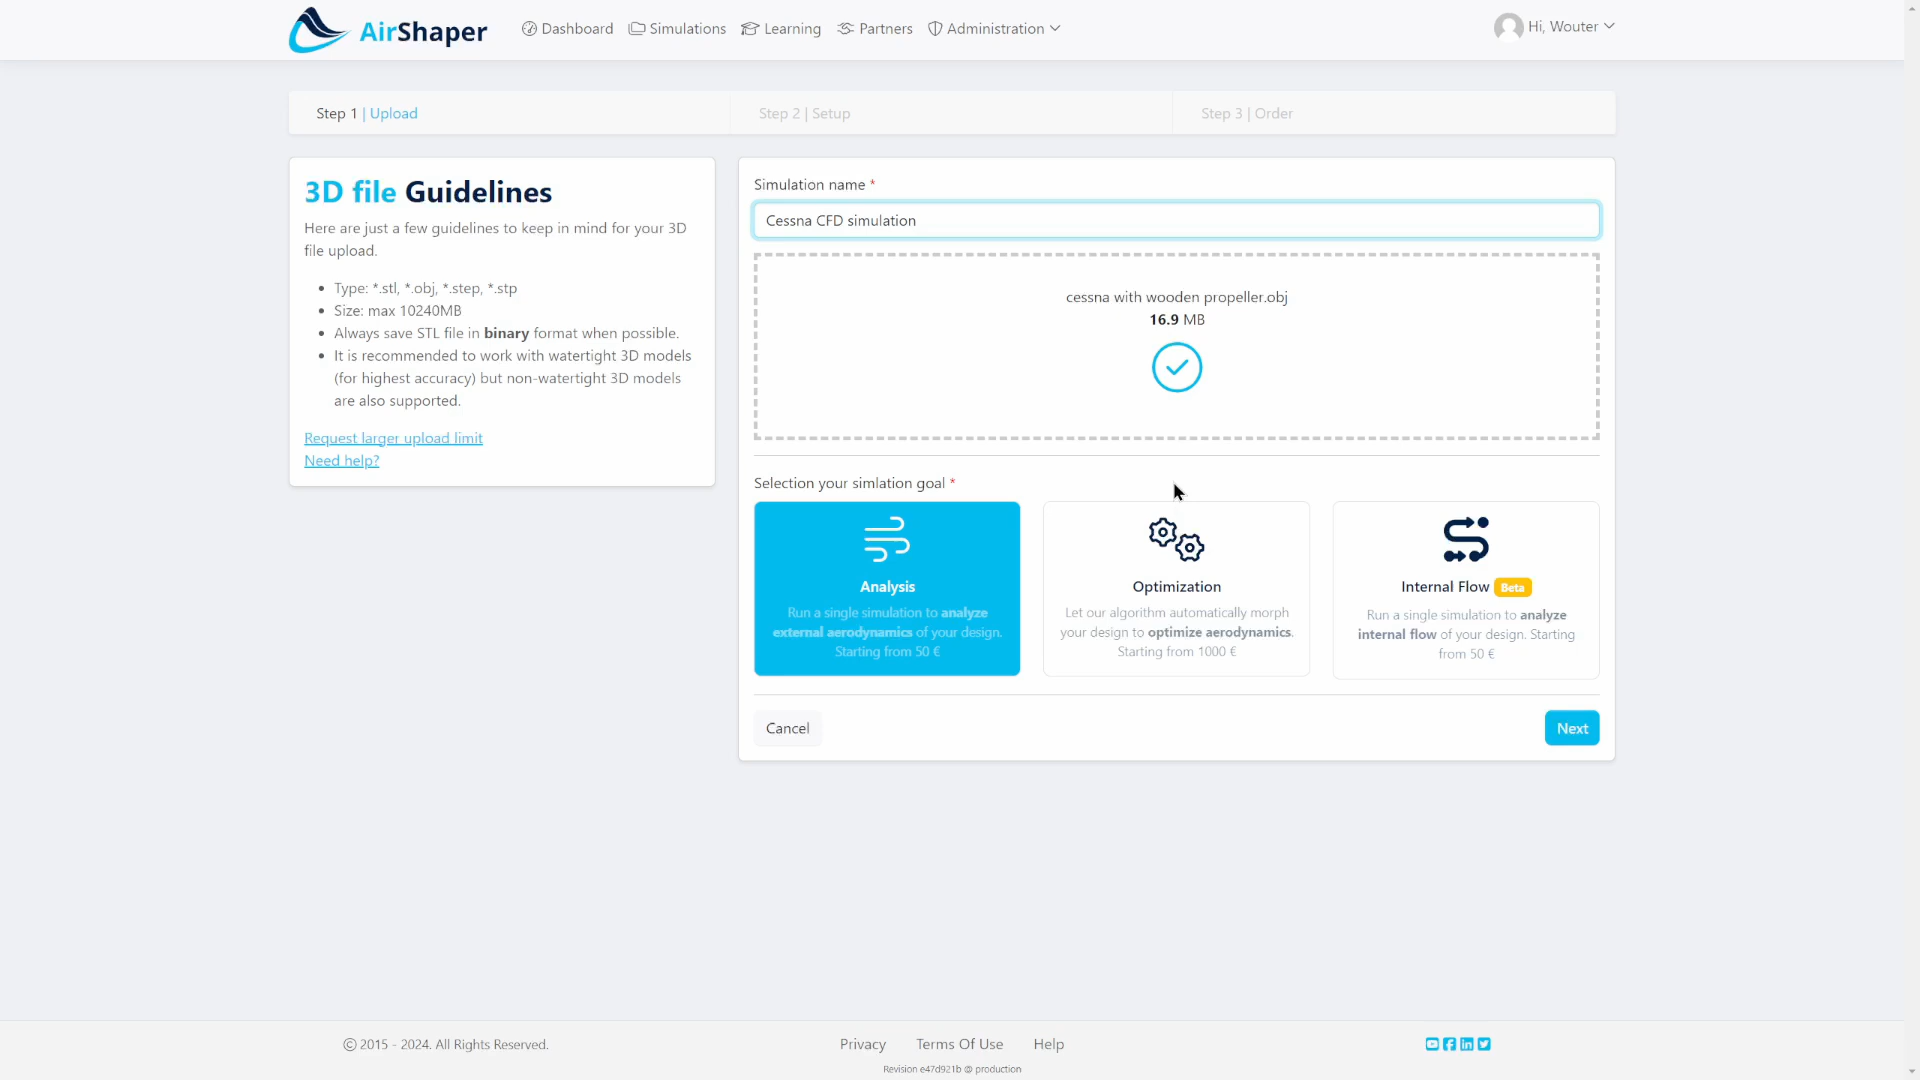 AirShaper
Dashboard
Simulations
Learning
Partners
Administration
Hi, Wouter
Step 1 | Upload
Step 2 | Setup
Step 3 | Order
3D file Guidelines
Here are just a few guidelines to keep in mind for your 3D
file upload.
• Type: *.stl, *.obj, *.step, *.stp
• Size: max 10240MB
• Always save STL file in binary format when possible.
• It is recommended to work with watertight 3D models
(for highest accuracy) but non-watertight 3D models
are also supported.
Request larger upload limit
Need help?
Simulation name *
Cessna CFD simulation
cessna with wooden propeller.obj
16.9 MB
Selection your simlation goal *
Analysis
Run a single simulation to analyze
external aerodynamics of your design.
Starting from 50 €
Optimization
Let our algorithm automatically morph
your design to optimize aerodynamics.
Starting from 1000 €
Internal Flow Beta
Run a single simulation to analyze
internal flow of your design. Starting
from 50 €
Cancel
Next
© 2015 - 2024. All Rights Reserved.
Privacy
Terms Of Use
Help
Revision e47d921b @ production